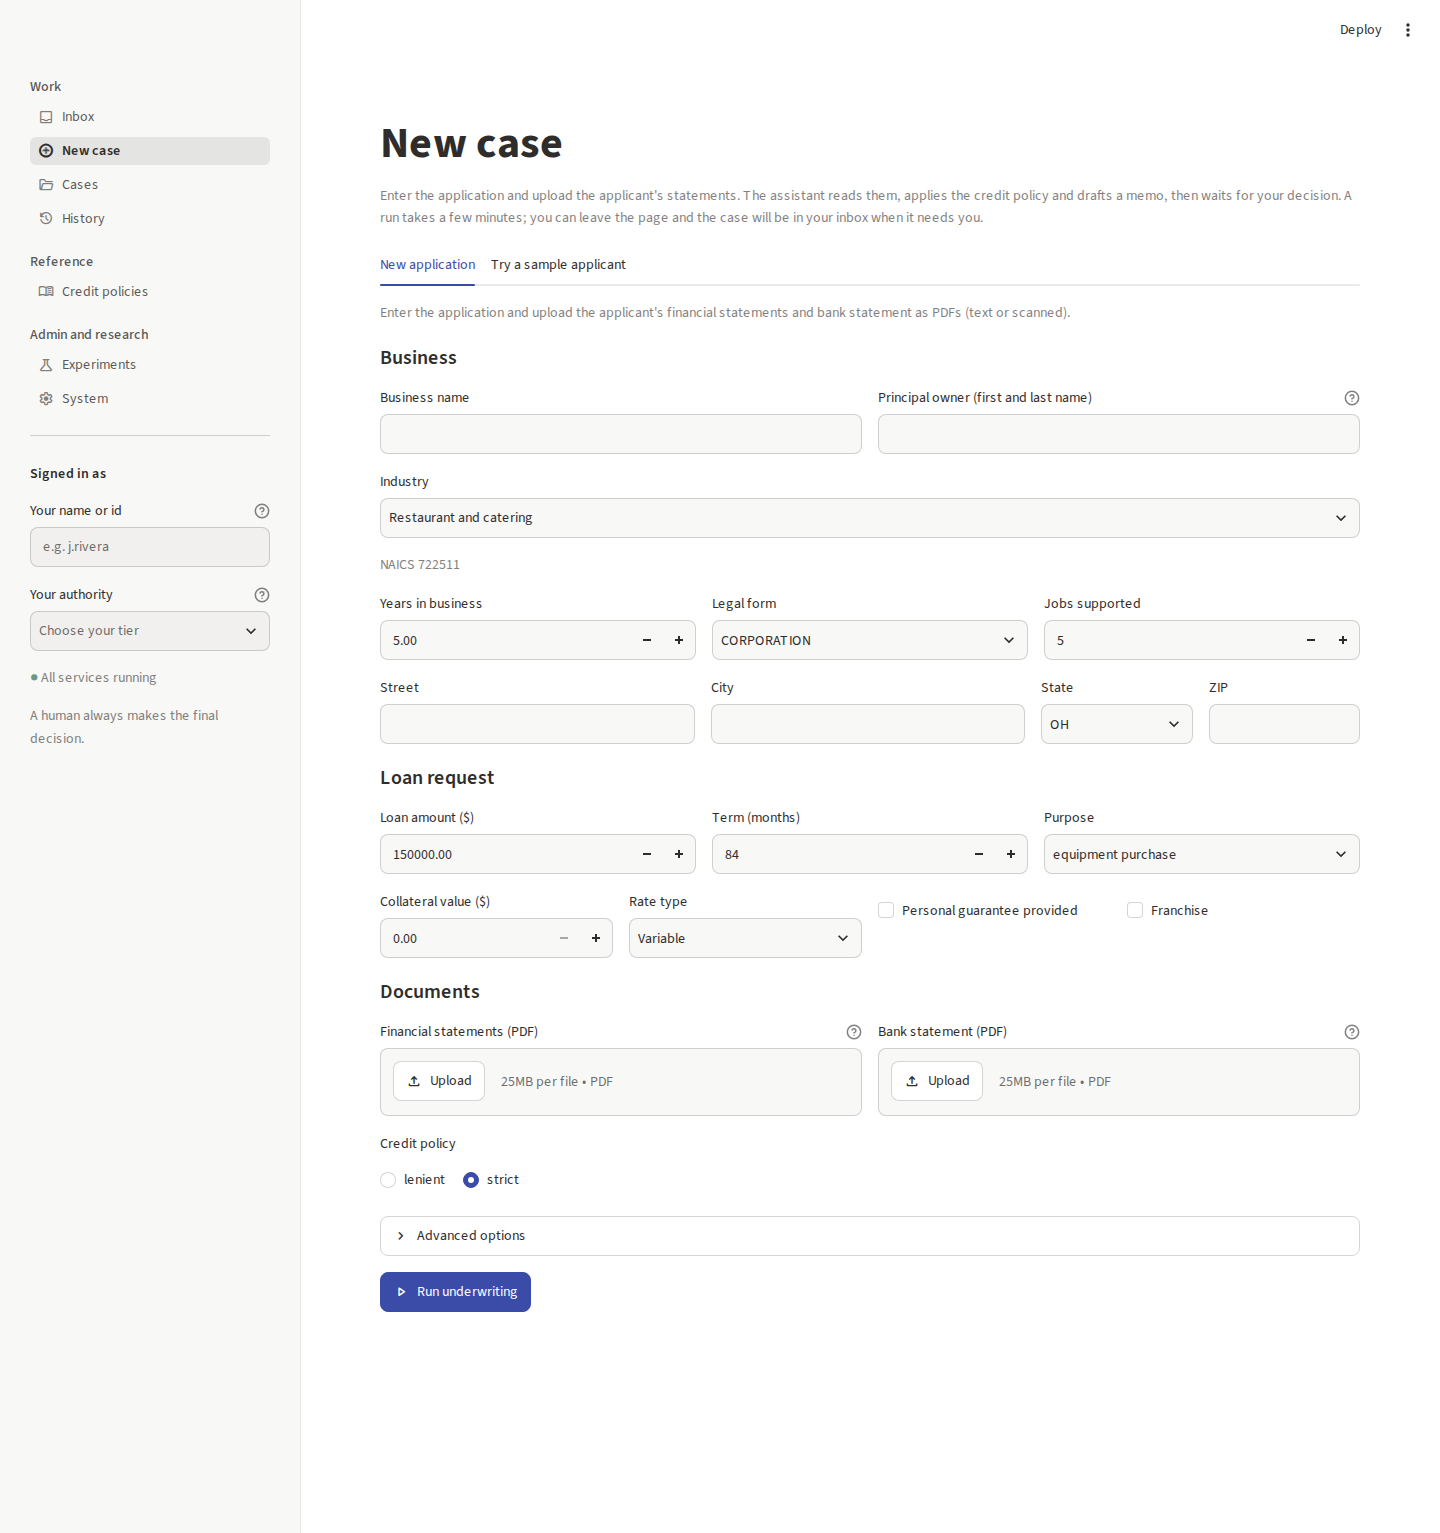 Deploy
Work
Inbox
New case
Cases
History
Reference
Credit policies
Admin and research
Experiments
System
Signed in as
Your name or id
e.g. j.rivera
Your authority
Choose your tier
All services running
A human always makes the final
decision.
New case
Enter the application and upload the applicant's statements. The assistant reads them, applies the credit policy and drafts a memo, then waits for your decision. A
run takes a few minutes; you can leave the page and the case will be in your inbox when it needs you.
New application Try a sample applicant
Enter the application and upload the applicant's financial statements and bank statement as PDFs (text or scanned).
Business
Business name Principal owner (first and last name)
Industry
Restaurant and catering
NAICS 722511
Years in business Legal form Jobs supported
5.00 CORPORATION 5
Street City State ZIP
OH
Loan request
Loan amount ($) Term (months) Purpose
150000.00 84 equipment purchase
Collateral value ($) Rate type
Personal guarantee provided Franchise
0.00 Variable
Documents
Financial statements (PDF) Bank statement (PDF)
Upload 25MB per file • PDF Upload 25MB per file • PDF
Credit policy
lenient strict
Advanced options
Run underwriting